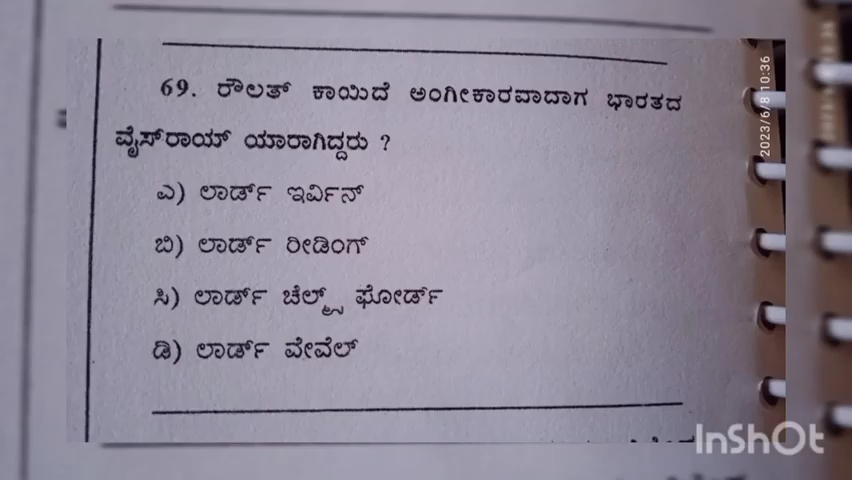 69. ರೌಲತ್ ಕಾಯಿದೆ ಅಂಗೀಕಾರವಾದಾಗ ಭಾರತದ
ವೈಸ್‌ರಾಯ್ ಯಾರಾಗಿದ್ದರು ?
ಎ) ಲಾರ್ಡ್ ಇರ್ವಿನ್
ಬಿ) ಲಾರ್ಡ್ ರೀಡಿಂಗ್
ಸಿ) ಲಾರ್ಡ್ ಚೆಲ್ಮ್ಸ್ ಫೋರ್ಡ್
ಡಿ) ಲಾರ್ಡ್ ವೇವೆಲ್
2023/6/8 10:36
InShOt